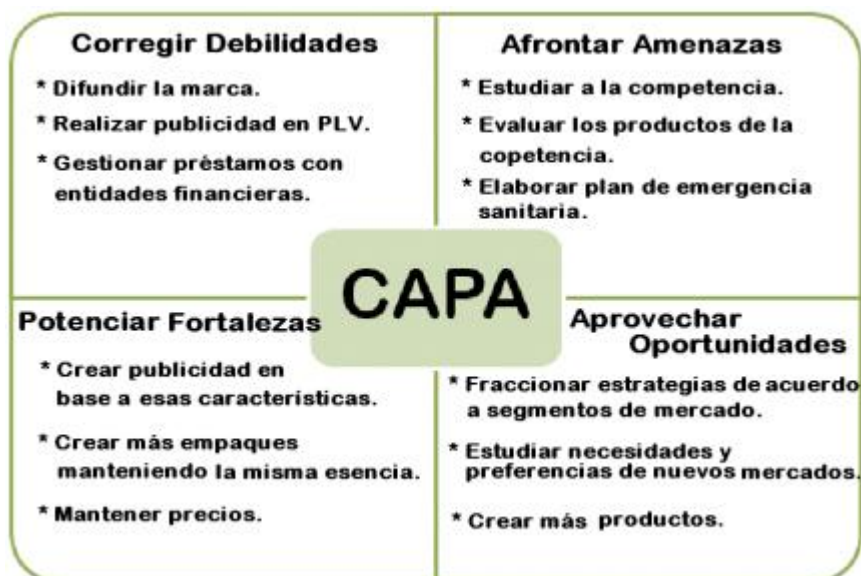 Corregir Debilidades
* Difundir la marca.
* Realizar publicidad en PLV.
* Gestionar préstamos con
entidades financieras.
Afrontar Amenazas
* Estudiar a la competencia.
* Evaluar los productos de la
copetencia.
* Elaborar plan de emergencia
sanitaria.
CAPA
Potenciar Fortalezas
* Crear publicidad en
base a esas características.
* Crear más empaques
manteniendo la misma esencia.
* Mantener precios.
Aprovechar
Oportunidades
* Fraccionar estrategias de acuerdo
a segmentos de mercado.
* Estudiar necesidades y
preferencias de nuevos mercados.
* Crear más productos.